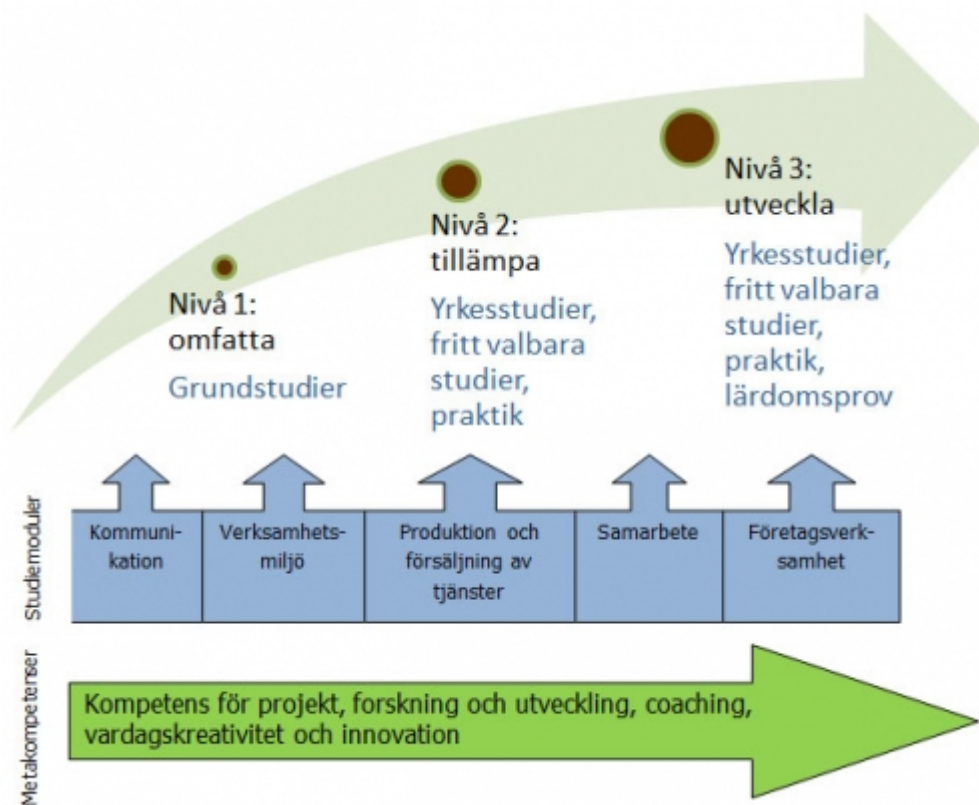 Nivå 1:
omfatta
Grundstudier
Nivå 2:
tillämpa
Yrkesstudier,
fritt valbara
studier,
praktik
Nivå 3:
utveckla
Yrkesstudier,
fritt valbara
studier,
praktik,
lärdomsprov
Studiemoduler
Kommuni-
kation
Verksamhets-
miljö
Produktion och
försäljning av
tjänster
Samarbete
Företagsverk-
samhet
Metakompetenser
Kompetens för projekt, forskning och utveckling, coaching,
vardagskreativitet och innovation